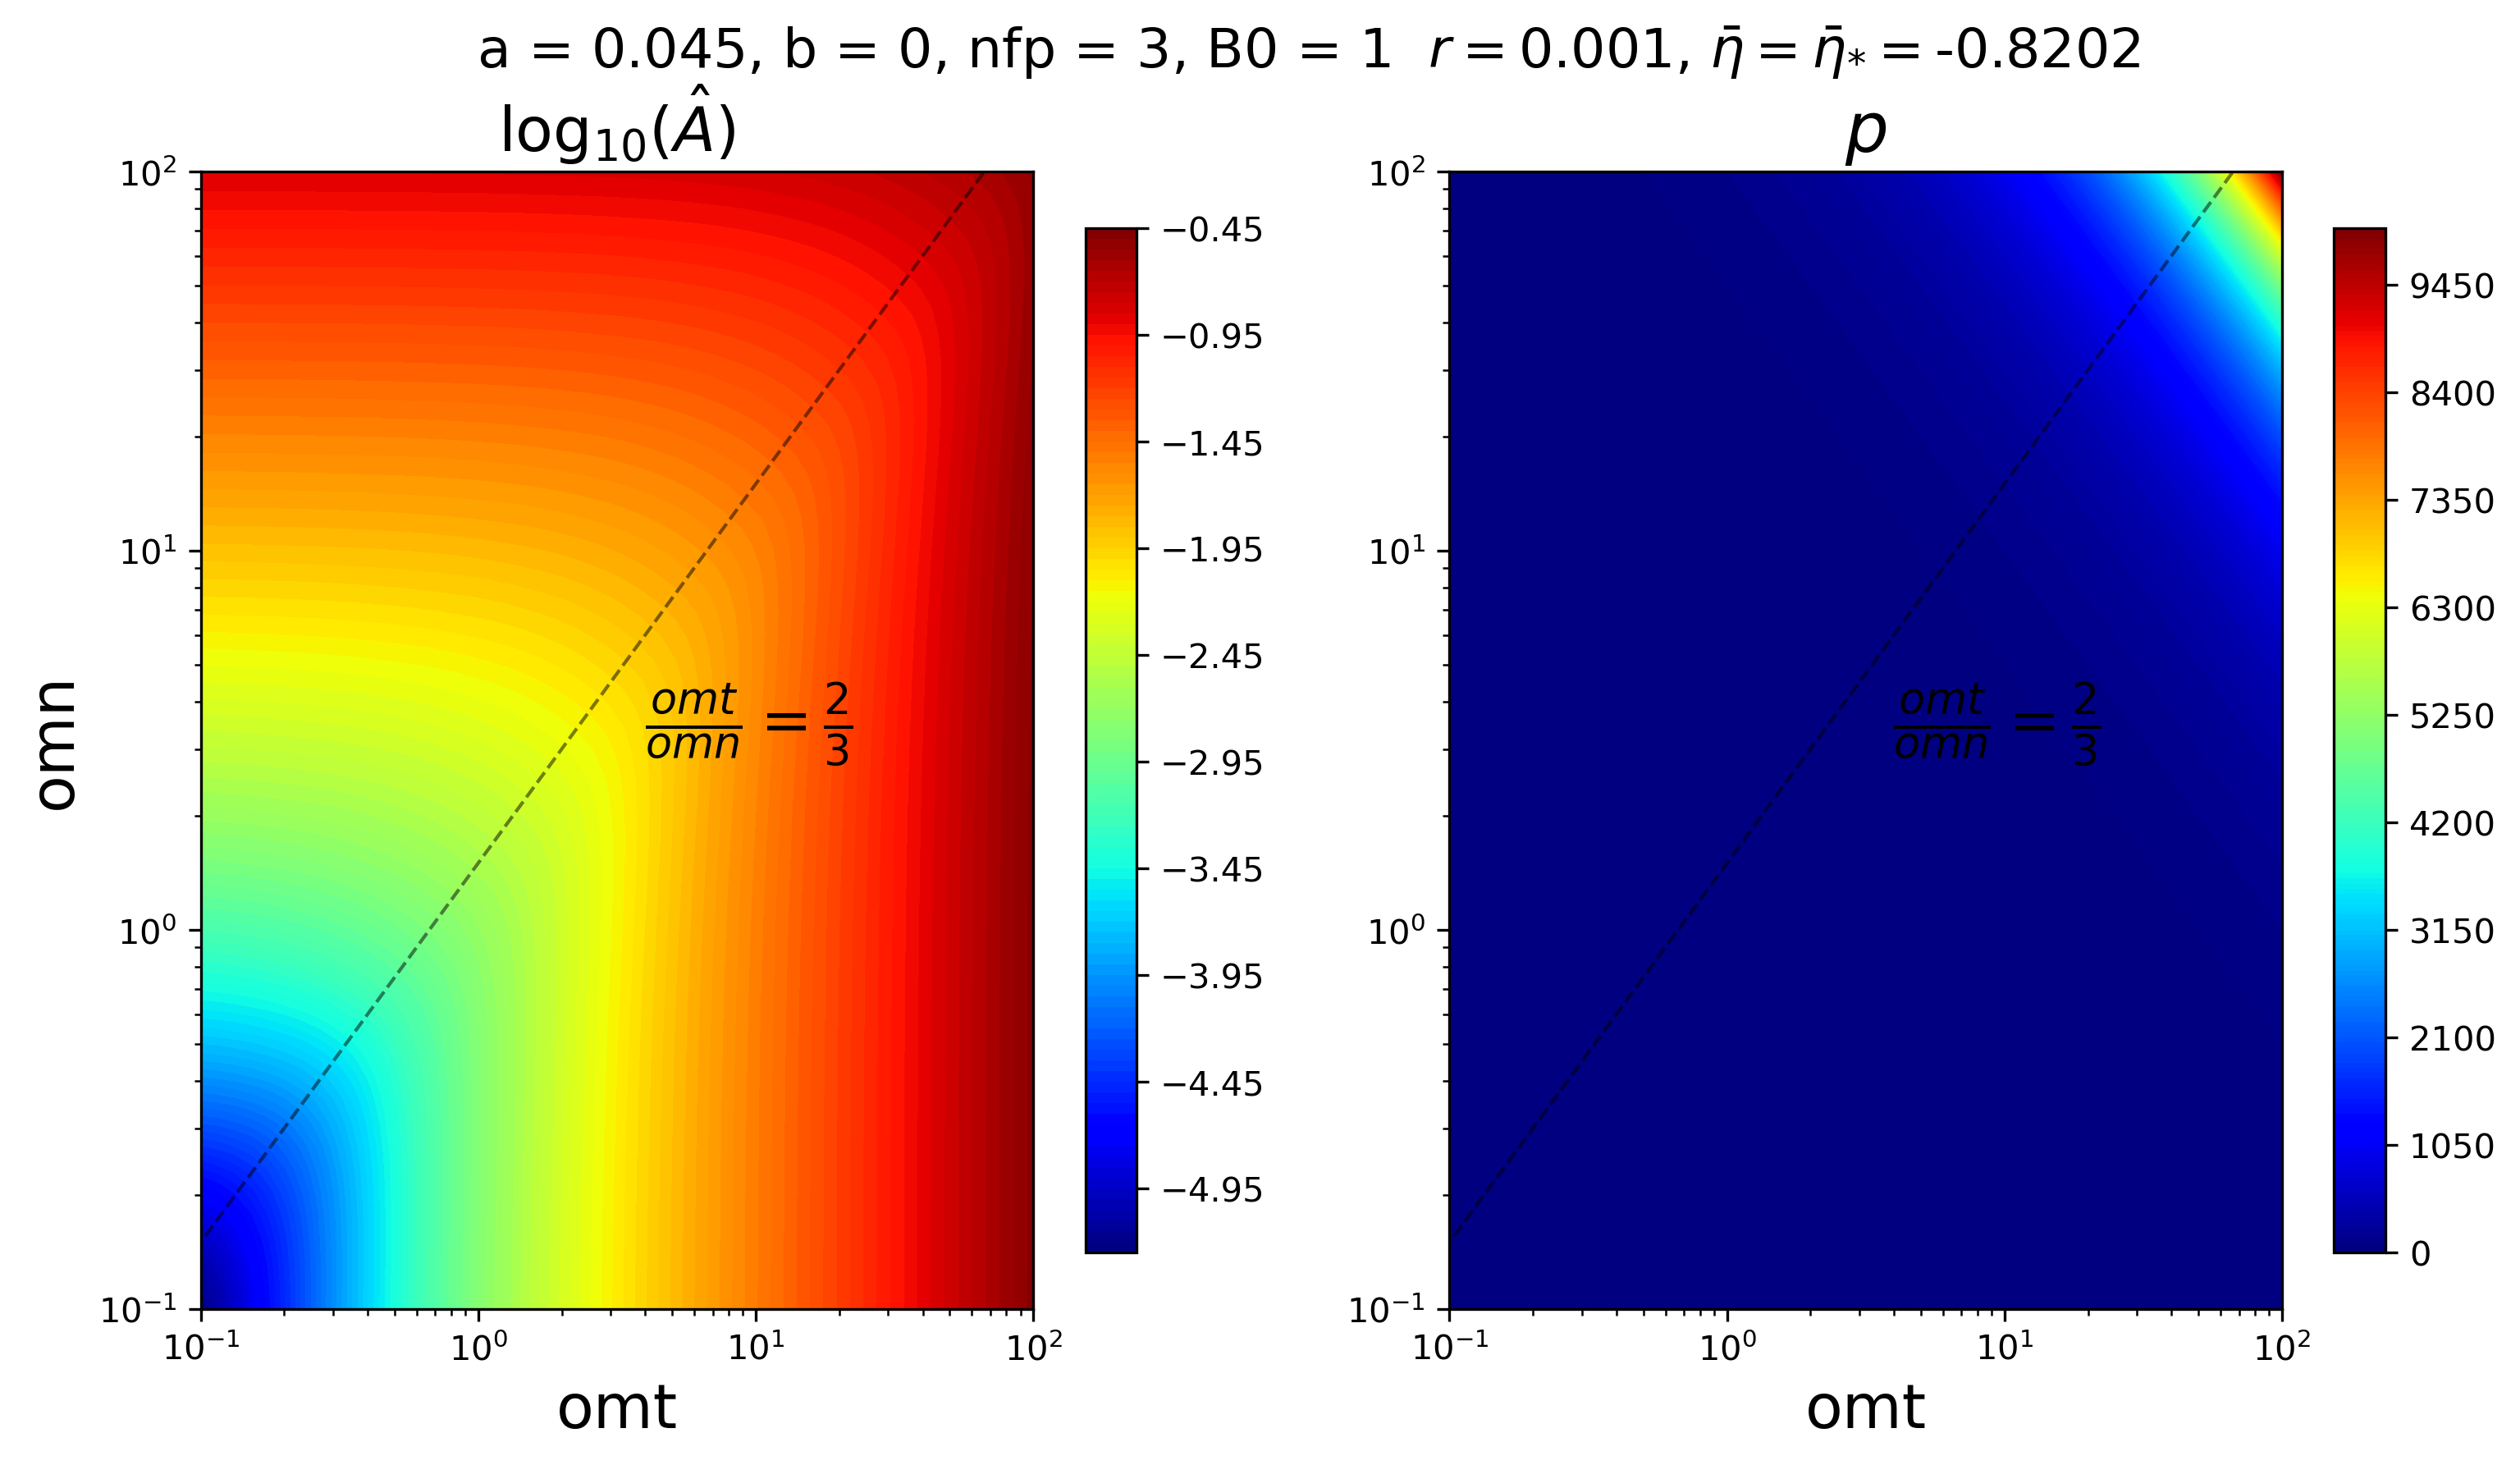 a = 0.045, b = 0, nfp = 3, B0 = 1 r = 0.001, η̄ = η̄* = -0.8202
log₁₀(Â)
p
10²
10¹
10⁰
10⁻¹
omn
10⁻¹ 10⁰ 10¹ 10²
omt
omt/omn = 2/3
−0.45
−0.95
−1.45
−1.95
−2.45
−2.95
−3.45
−3.95
−4.45
−4.95
10²
10¹
10⁰
10⁻¹
10⁻¹ 10⁰ 10¹ 10²
omt
omt/omn = 2/3
9450
8400
7350
6300
5250
4200
3150
2100
1050
0